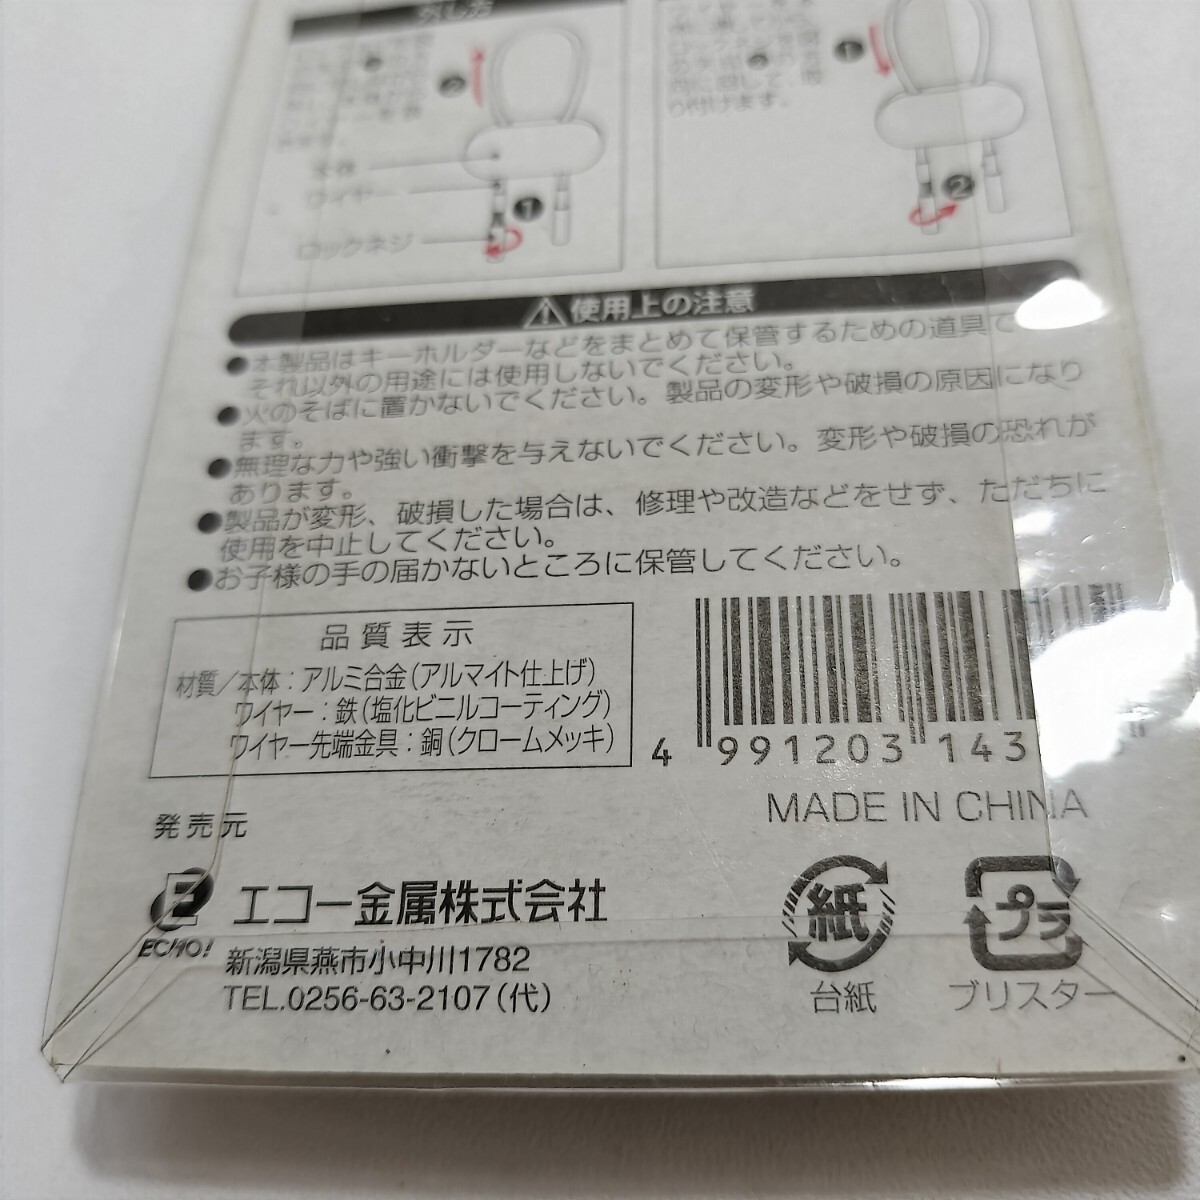 外し方
❷
❶
本体
ワイヤー
❶
❷
ロックネジ
り付けます。
⚠使用上の注意
●本製品はキーホルダーなどをまとめて保管するための道具で
それ以外の用途には使用しないでください。
●火のそばに置かないでください。製品の変形や破損の原因になり
ます。
●無理な力や強い衝撃を与えないでください。変形や破損の恐れが
あります。
●製品が変形、破損した場合は、修理や改造などをせず、ただちに
使用を中止してください。
●お子様の手の届かないところに保管してください。
品質表示
材質/本体:アルミ合金(アルマイト仕上げ)
ワイヤー:鉄(塩化ビニルコーティング)
ワイヤー先端金具:銅(クロームメッキ)
4 991203 143
MADE IN CHINA
発売元
E
ECHO!
エコー金属株式会社
新潟県燕市小中川1782
TEL.0256-63-2107(代)
紙
台紙
プラ
ブリスター